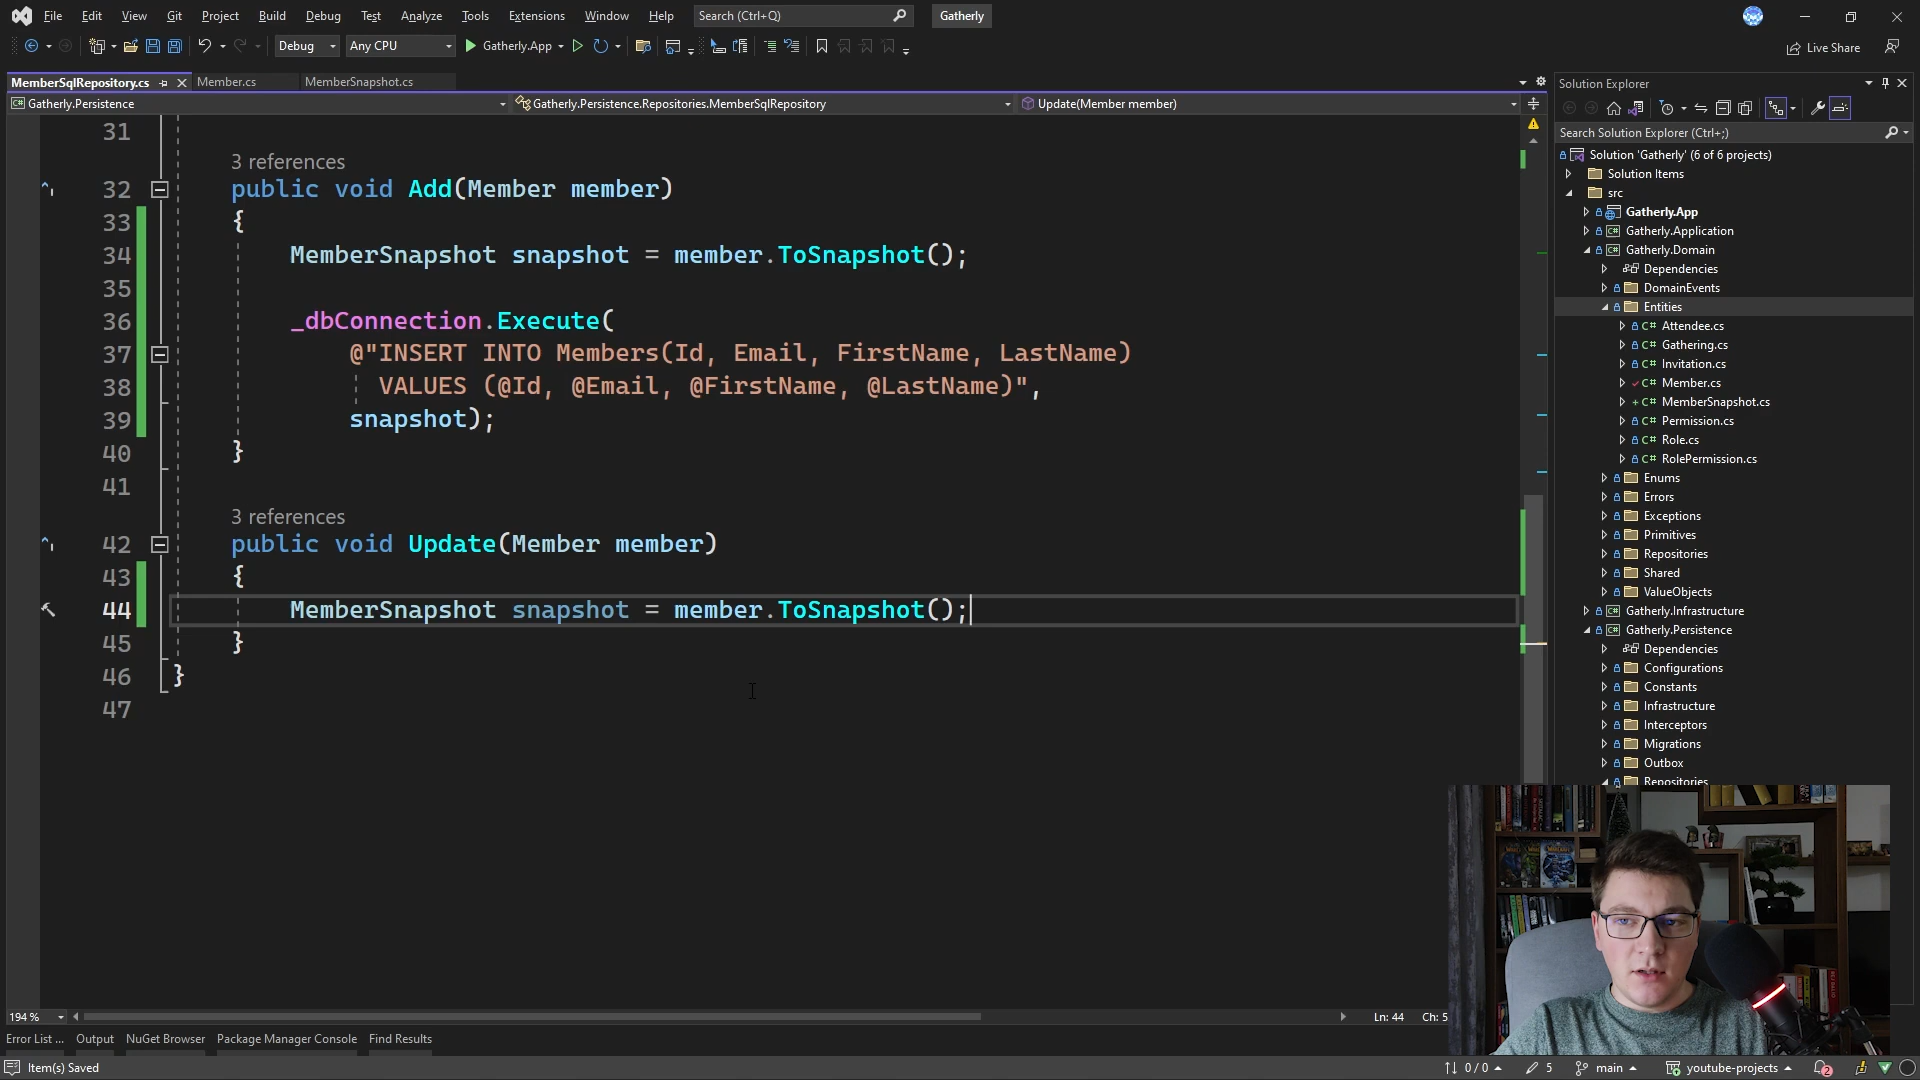 File Edit View Git Project Build Debug Test Analyze Tools Extensions Window Help Search (Ctrl+Q) Gatherly
Debug Any CPU Gatherly.App Live Share
MemberSqlRepository.cs Member.cs MemberSnapshot.cs
Gatherly.Persistence Gatherly.Persistence.Repositories.MemberSqlRepository Update(Member member)
31
3 references
32 public void Add(Member member)
33 {
34 MemberSnapshot snapshot = member.ToSnapshot();
35
36 _dbConnection.Execute(
37 @"INSERT INTO Members(Id, Email, FirstName, LastName)
38 VALUES (@Id, @Email, @FirstName, @LastName)",
39 snapshot);
40 }
41
3 references
42 public void Update(Member member)
43 {
44 MemberSnapshot snapshot = member.ToSnapshot();
45 }
46 }
47
194 % Ln: 44 Ch: 5
Solution Explorer
Search Solution Explorer (Ctrl+;)
Solution 'Gatherly' (6 of 6 projects)
Solution Items
src
Gatherly.App
Gatherly.Application
Gatherly.Domain
Dependencies
DomainEvents
Entities
Attendee.cs
Gathering.cs
Invitation.cs
Member.cs
MemberSnapshot.cs
Permission.cs
Role.cs
RolePermission.cs
Enums
Errors
Exceptions
Primitives
Repositories
Shared
ValueObjects
Gatherly.Infrastructure
Gatherly.Persistence
Dependencies
Configurations
Constants
Infrastructure
Interceptors
Migrations
Outbox
Repositories
Error List ... Output NuGet Browser Package Manager Console Find Results
Item(s) Saved 0 / 0 5 main youtube-projects 2